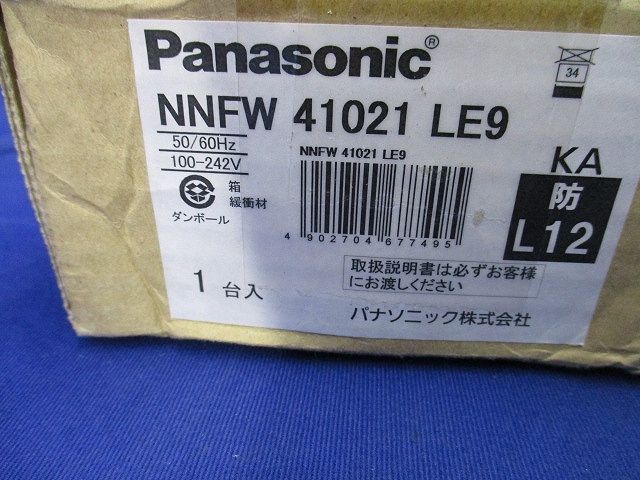 Panasonic®
34
NNFW 41021 LE9
50/60Hz
100-242V
NNFW 41021 LE9
KA
箱
緩衝材
ダンボール
防
L12
4 902704 677495
取扱説明書は必ずお客様
にお渡しください
1 台入
パナソニック株式会社